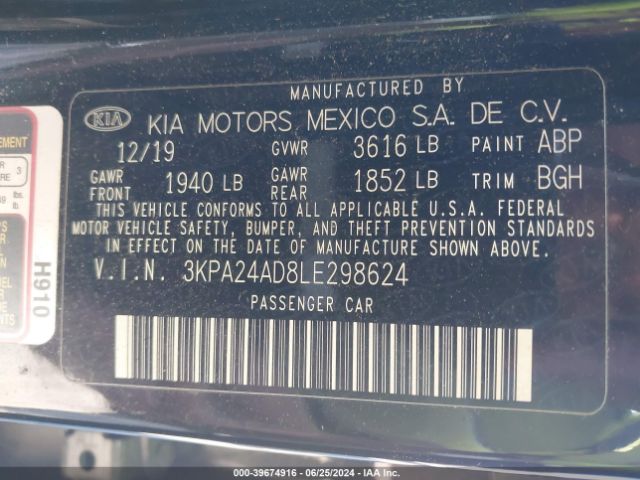 MANUFACTURED BY
KIA KIA MOTORS MEXICO S.A. DE C.V.
12/19 GVWR 3616 LB PAINT ABP
GAWR FRONT 1940 LB GAWR REAR 1852 LB TRIM BGH
THIS VEHICLE CONFORMS TO ALL APPLICABLE U.S.A. FEDERAL
MOTOR VEHICLE SAFETY, BUMPER, AND THEFT PREVENTION STANDARDS
IN EFFECT ON THE DATE OF MANUFACTURE SHOWN ABOVE.
V.I.N. 3KPA24AD8LE298624
PASSENGER CAR
H910
3
lbs.
lb.
000-39674916 - 06/25/2024 - IAA Inc.